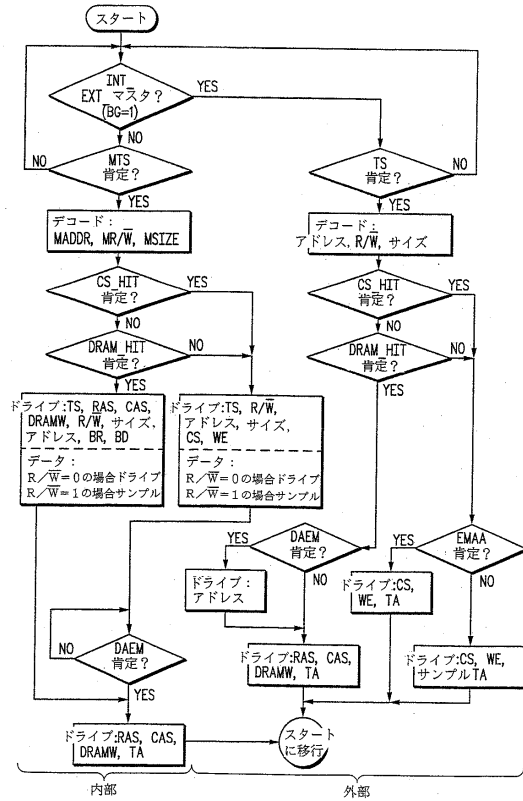 スタート
INT
EXT マスタ?
(BG=1)
YES
NO
MTS
肯定?
NO
YES
TS
肯定?
NO
YES
デコード:
MADDR, MR/W̅, MSIZE
デコード:
アドレス, R/W̅, サイズ
CS_HIT
肯定?
YES
NO
CS_HIT
肯定?
YES
NO
DRAM_HIT
肯定?
NO
YES
DRAM_HIT
肯定?
NO
YES
ドライブ:TS, RAS, CAS,
DRAMW, R/W̅, サイズ,
アドレス, BR, BD
データ:
R/W̅=0の場合ドライブ
R/W̅=1の場合サンプル
ドライブ:TS, R/W̅,
アドレス, サイズ,
CS, WE
データ:
R/W̅=0の場合ドライブ
R/W̅=1の場合サンプル
DAEM
肯定?
YES
NO
EMAA
肯定?
YES
NO
ドライブ:
アドレス
ドライブ:CS,
WE, TA
DAEM
肯定?
NO
YES
ドライブ:RAS, CAS,
DRAMW, TA
ドライブ:CS, WE,
サンプルTA
ドライブ:RAS, CAS,
DRAMW, TA
スタート
に移行
内部
外部